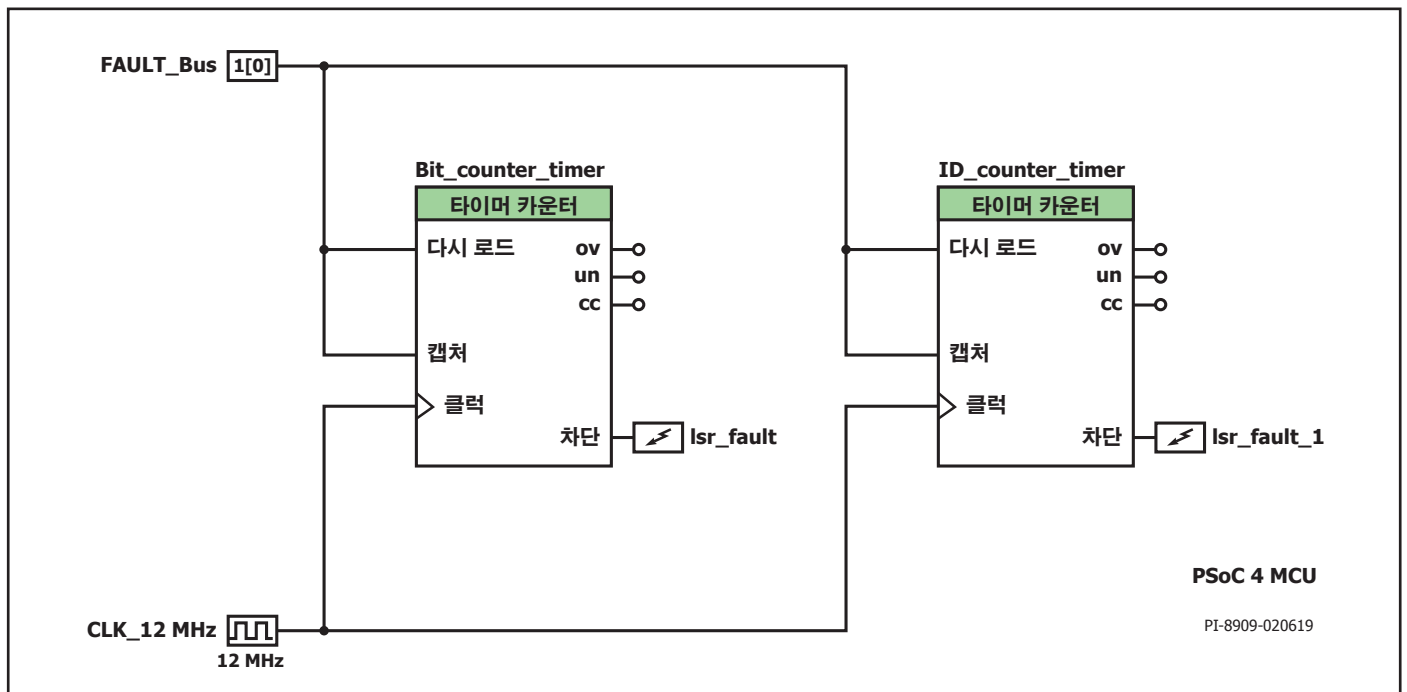 FAULT_Bus 1[0]
Bit_counter_timer
타이머 카운터
다시 로드 ov
un
cc
캡처
클럭
차단 lsr_fault
ID_counter_timer
타이머 카운터
다시 로드 ov
un
cc
캡처
클럭
차단 lsr_fault_1
PSoC 4 MCU
CLK_12 MHz
12 MHz
PI-8909-020619